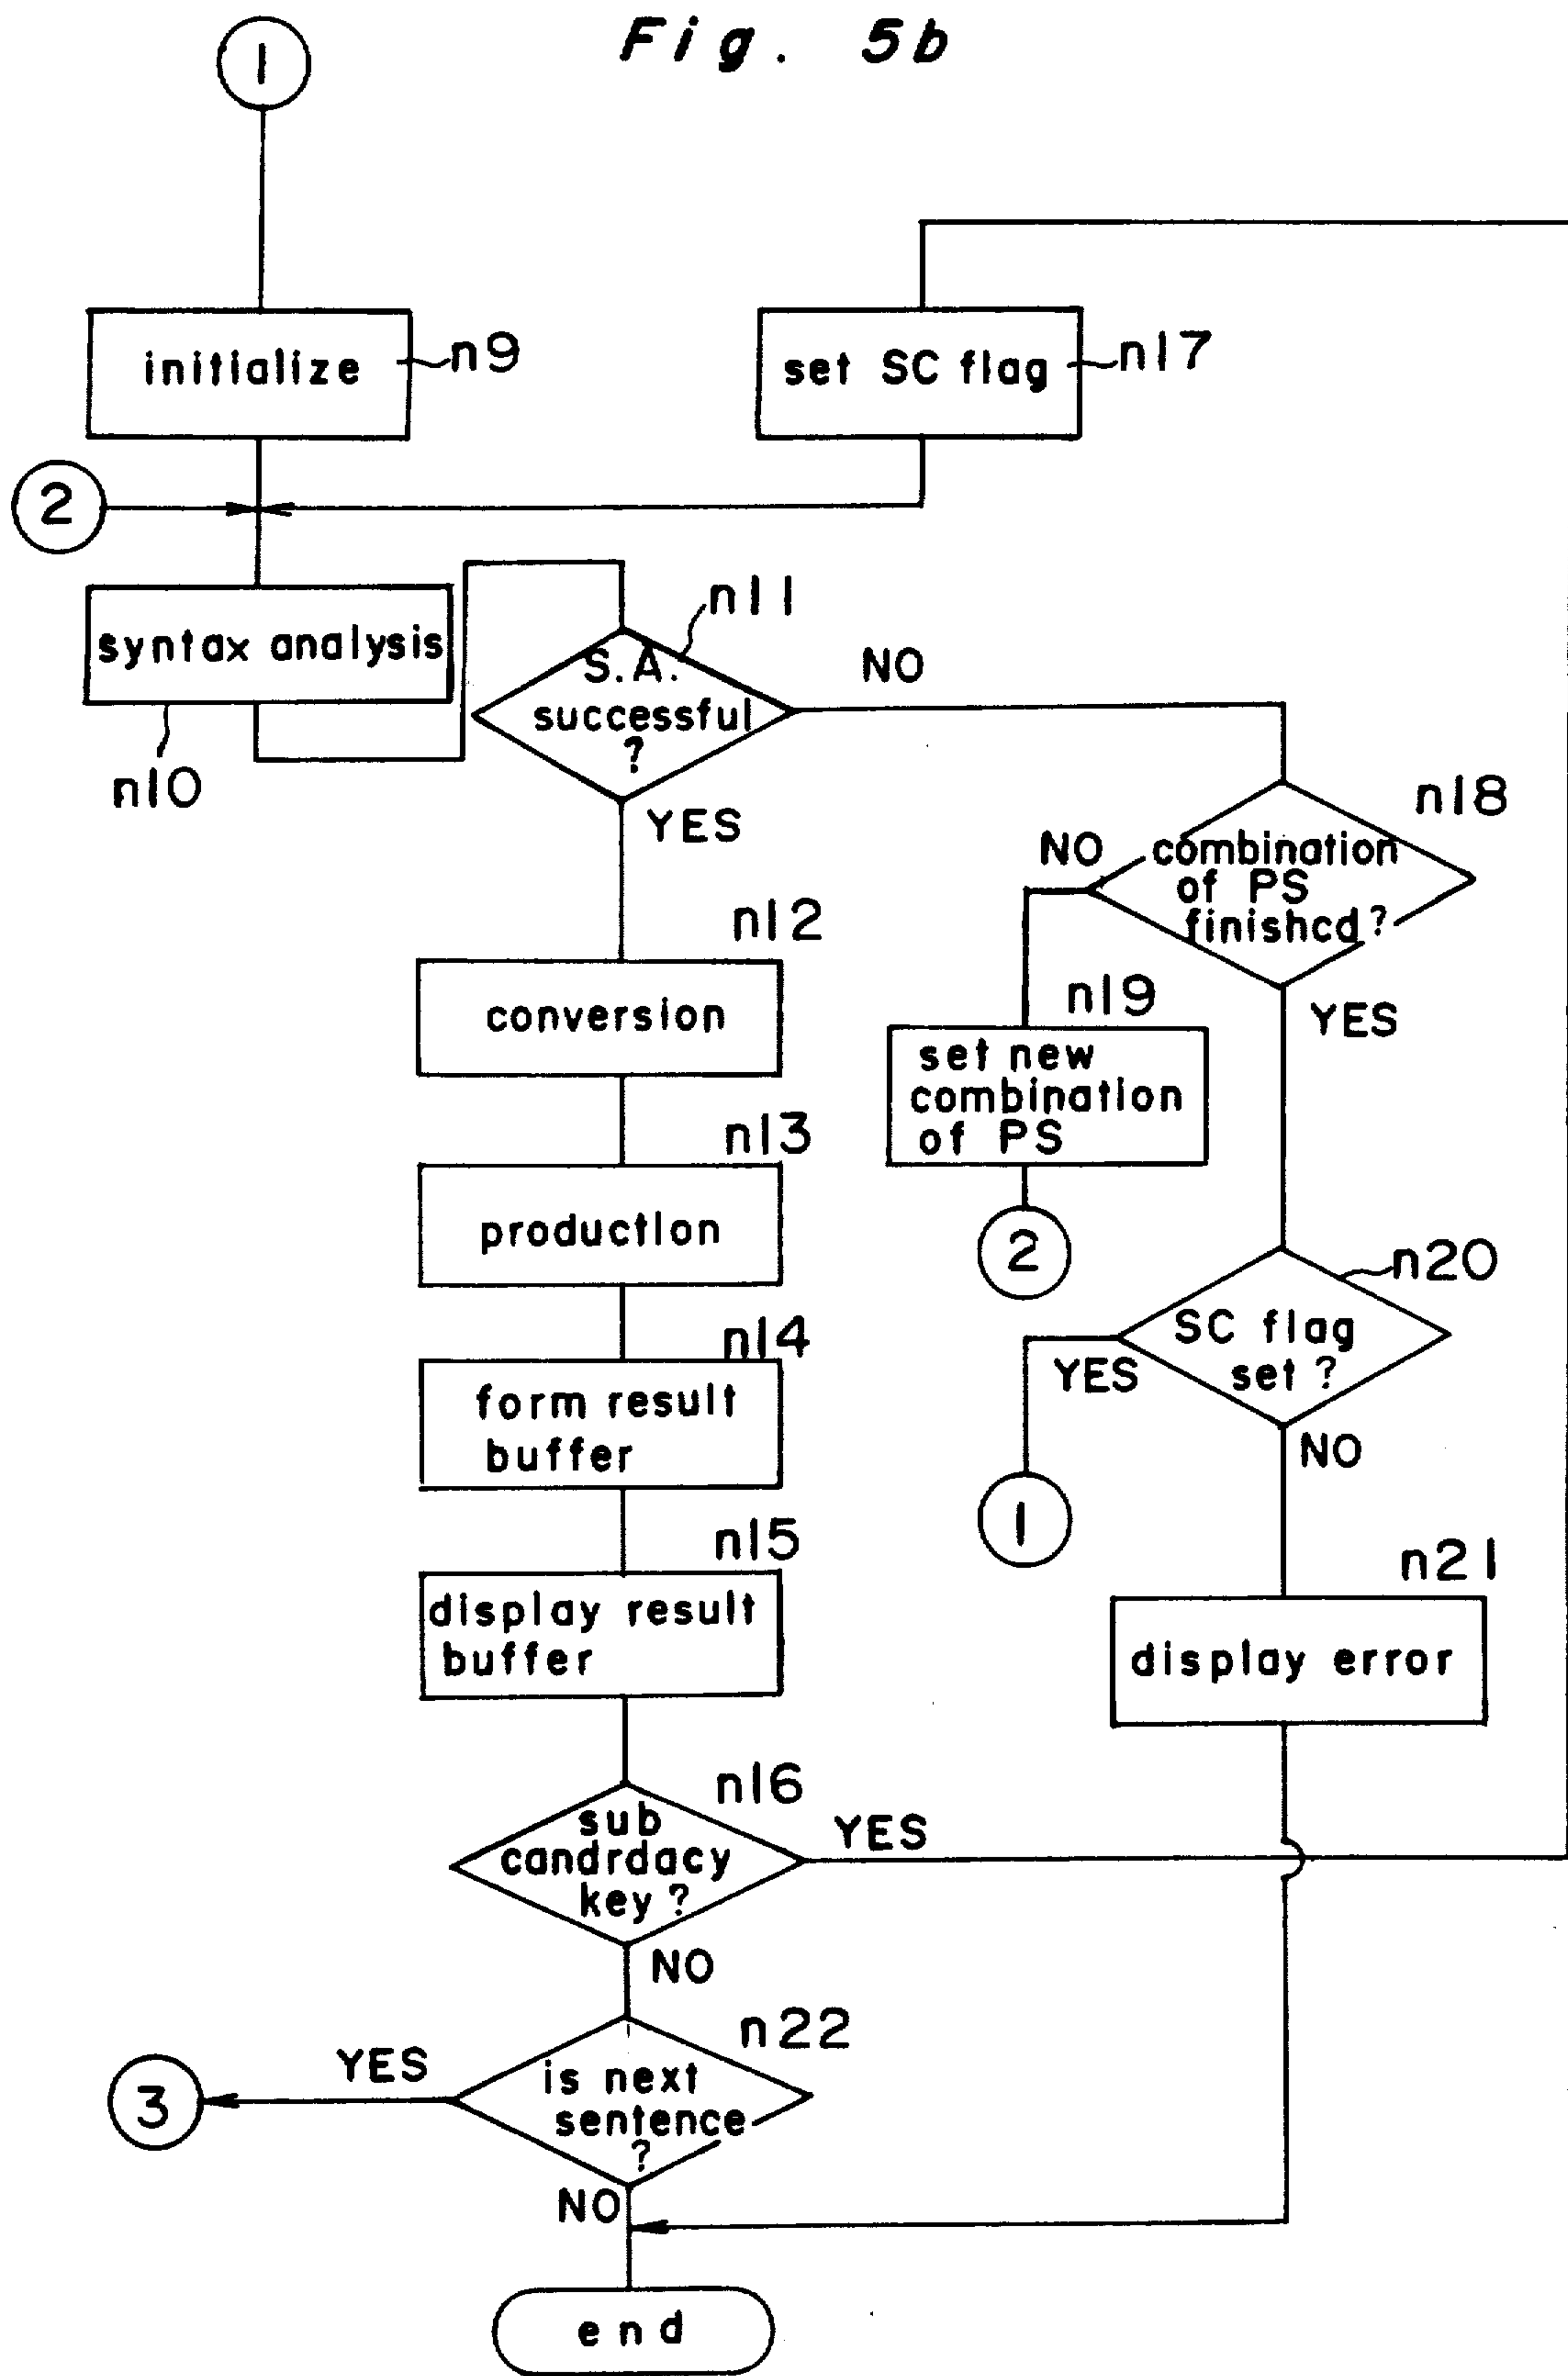 Fig. 5b
1
initialize
n9
set SC flag
n17
2
syntax analysis
n10
n11
S.A.
successful
?
NO
YES
n18
combination
of PS
finishcd?
NO
YES
n12
conversion
n19
set new
combination
of PS
2
n13
production
n20
SC flag
set ?
YES
NO
1
n14
form result
buffer
n15
display result
buffer
n21
display error
n16
sub
candrdacy
key ?
YES
NO
n22
is next
sentence
?
YES
3
NO
end